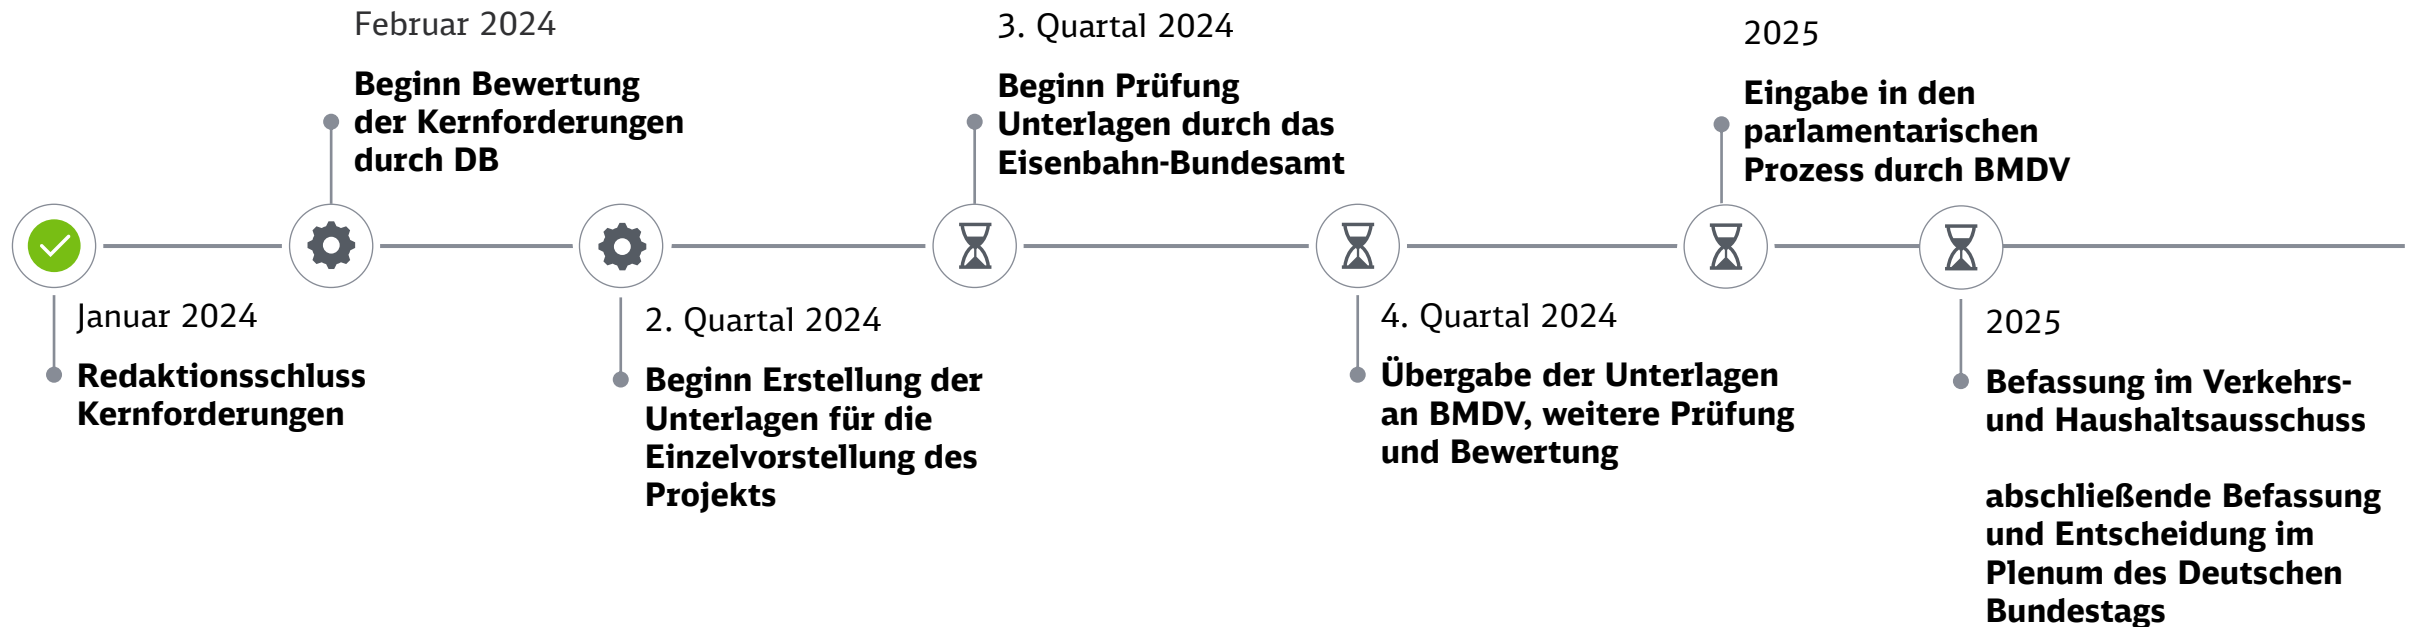 Januar 2024
Redaktionsschluss
Kernforderungen
Februar 2024
Beginn Bewertung
der Kernforderungen
durch DB
2. Quartal 2024
Beginn Erstellung der
Unterlagen für die
Einzelvorstellung des
Projekts
3. Quartal 2024
Beginn Prüfung
Unterlagen durch das
Eisenbahn-Bundesamt
4. Quartal 2024
Übergabe der Unterlagen
an BMDV, weitere Prüfung
und Bewertung
2025
Eingabe in den
parlamentarischen
Prozess durch BMDV
2025
Befassung im Verkehrs-
und Haushaltsausschuss
abschließende Befassung
und Entscheidung im
Plenum des Deutschen
Bundestags